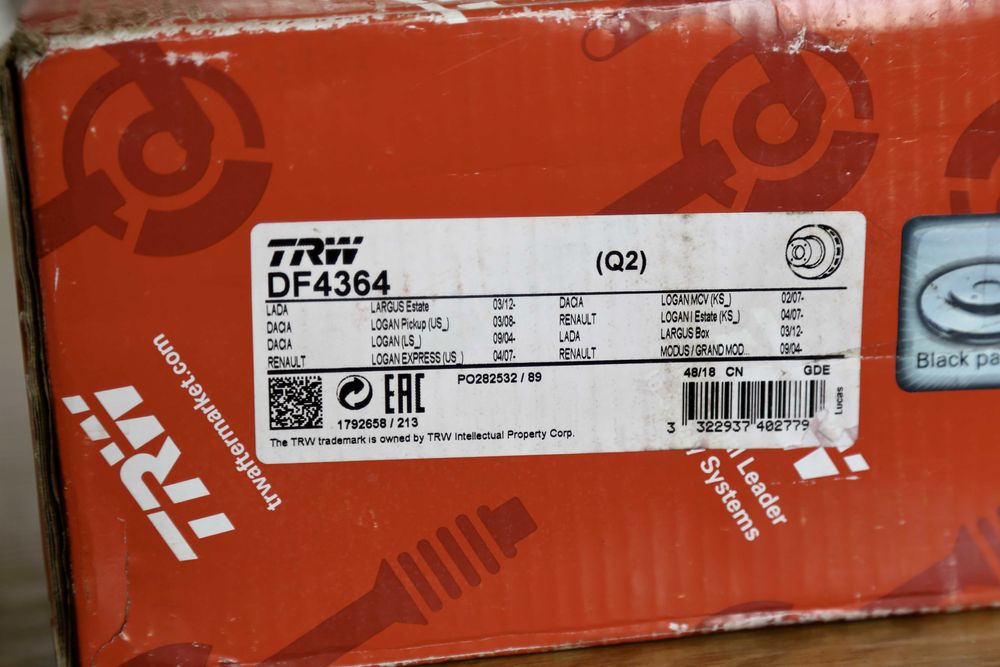 TRW
DF4364
(Q2)
LADA LARGUS Estate 03/12- DACIA LOGAN MCV (KS_) 02/07-
DACIA LOGAN Pickup (US_) 03/08- RENAULT LOGAN I Estate (KS_) 04/07-
DACIA LOGAN (LS_) 09/04- LADA LARGUS Box 03/12-
RENAULT LOGAN EXPRESS (US_) 04/07- RENAULT MODUS / GRAND MOD... 09/04-
EAC
PO282532 / 89
48/18 CN GDE
1792658 / 213
3 322937 402779
Lucas
The TRW trademark is owned by TRW Intellectual Property Corp.
Black pa
TRW
trwaftermarket.com
Leader
Systems